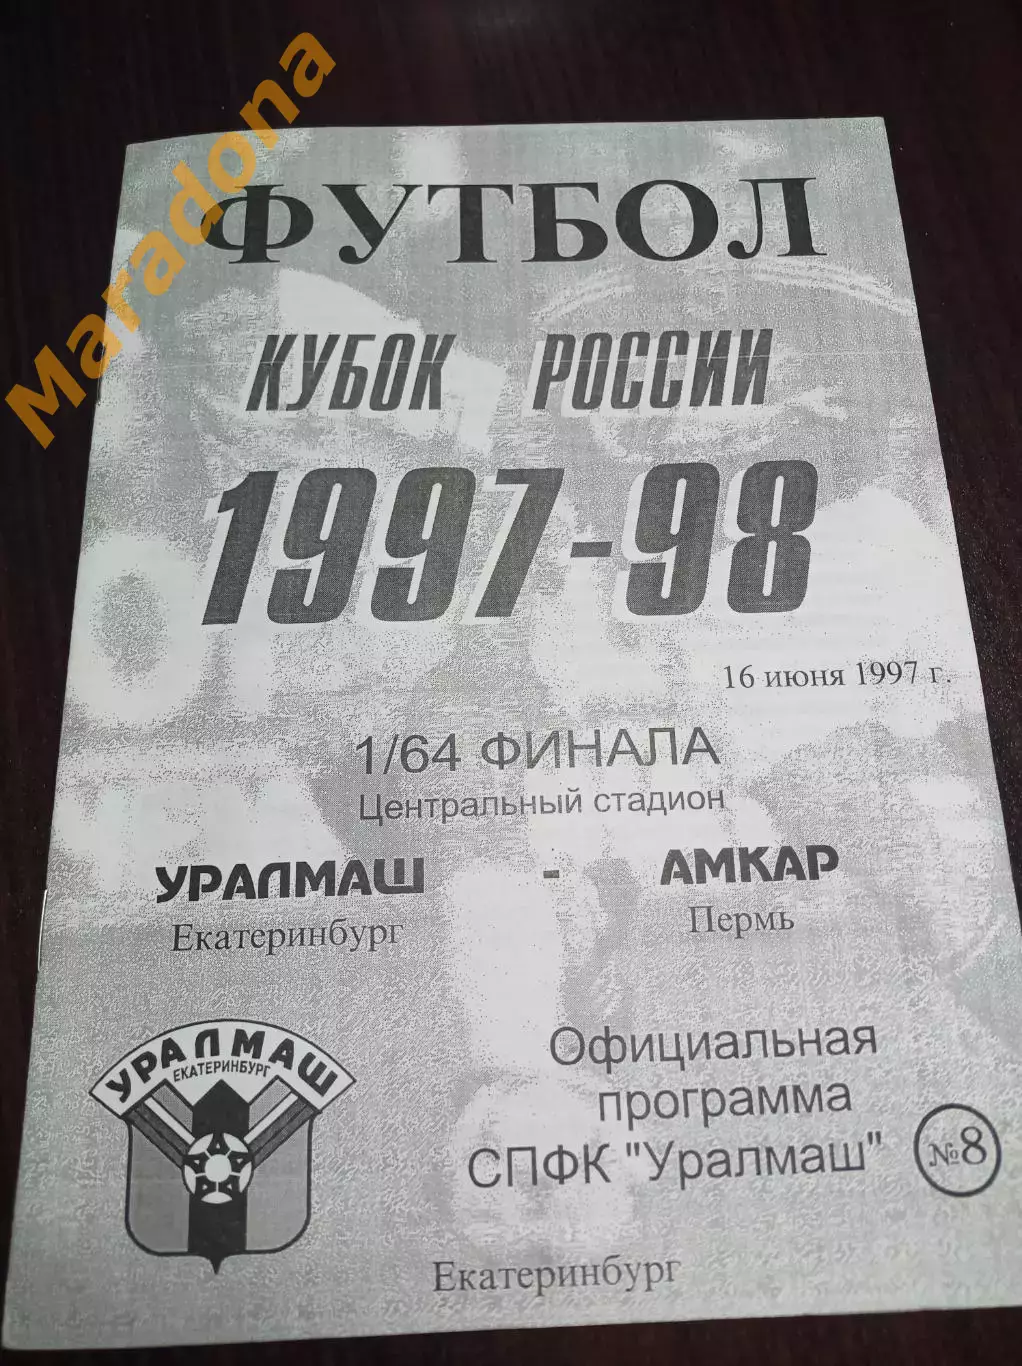 Maradona
ФУТБОЛ
КУБОК РОССИИ
1997-98
16 июня 1997 г.
1/64 ФИНАЛА
Центральный стадион
УРАЛМАШ - АМКАР
Екатеринбург Пермь
УРАЛМАШ
ЕКАТЕРИНБУРГ
Официальная
программа
СПФК "Уралмаш" №8
Екатеринбург